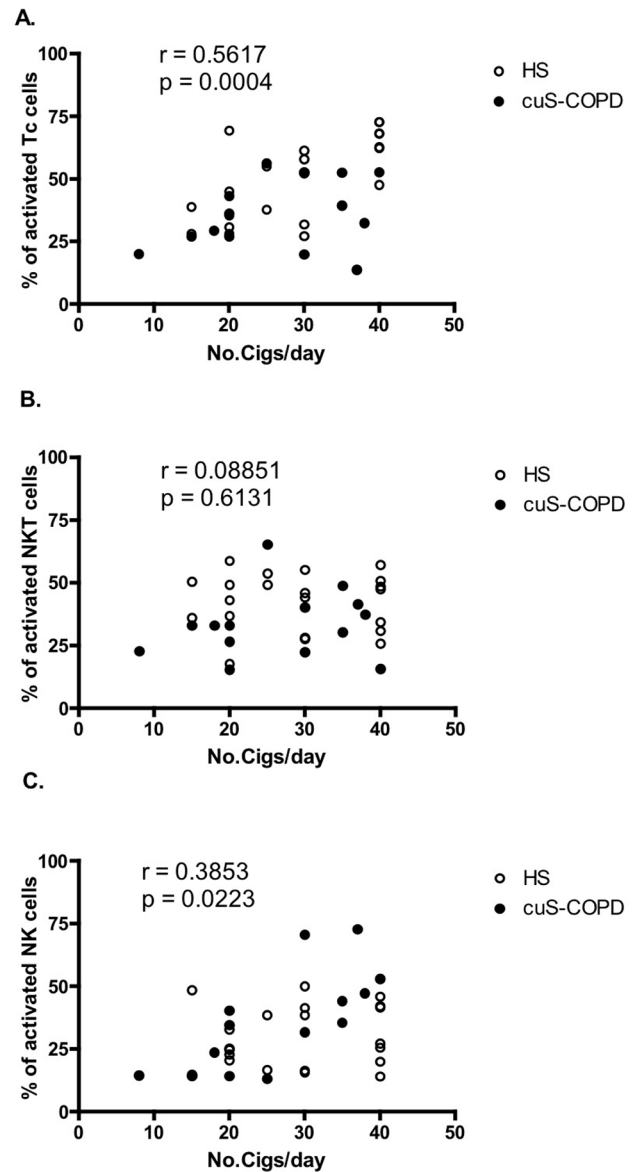 A.
r = 0.5617
p = 0.0004
% of activated Tc cells
100
75
50
25
0
0 10 20 30 40 50
No.Cigs/day
HS
cuS-COPD
B.
r = 0.08851
p = 0.6131
% of activated NKT cells
100
75
50
25
0
0 10 20 30 40 50
No.Cigs/day
HS
cuS-COPD
C.
r = 0.3853
p = 0.0223
% of activated NK cells
100
75
50
25
0
0 10 20 30 40 50
No.Cigs/day
HS
cuS-COPD